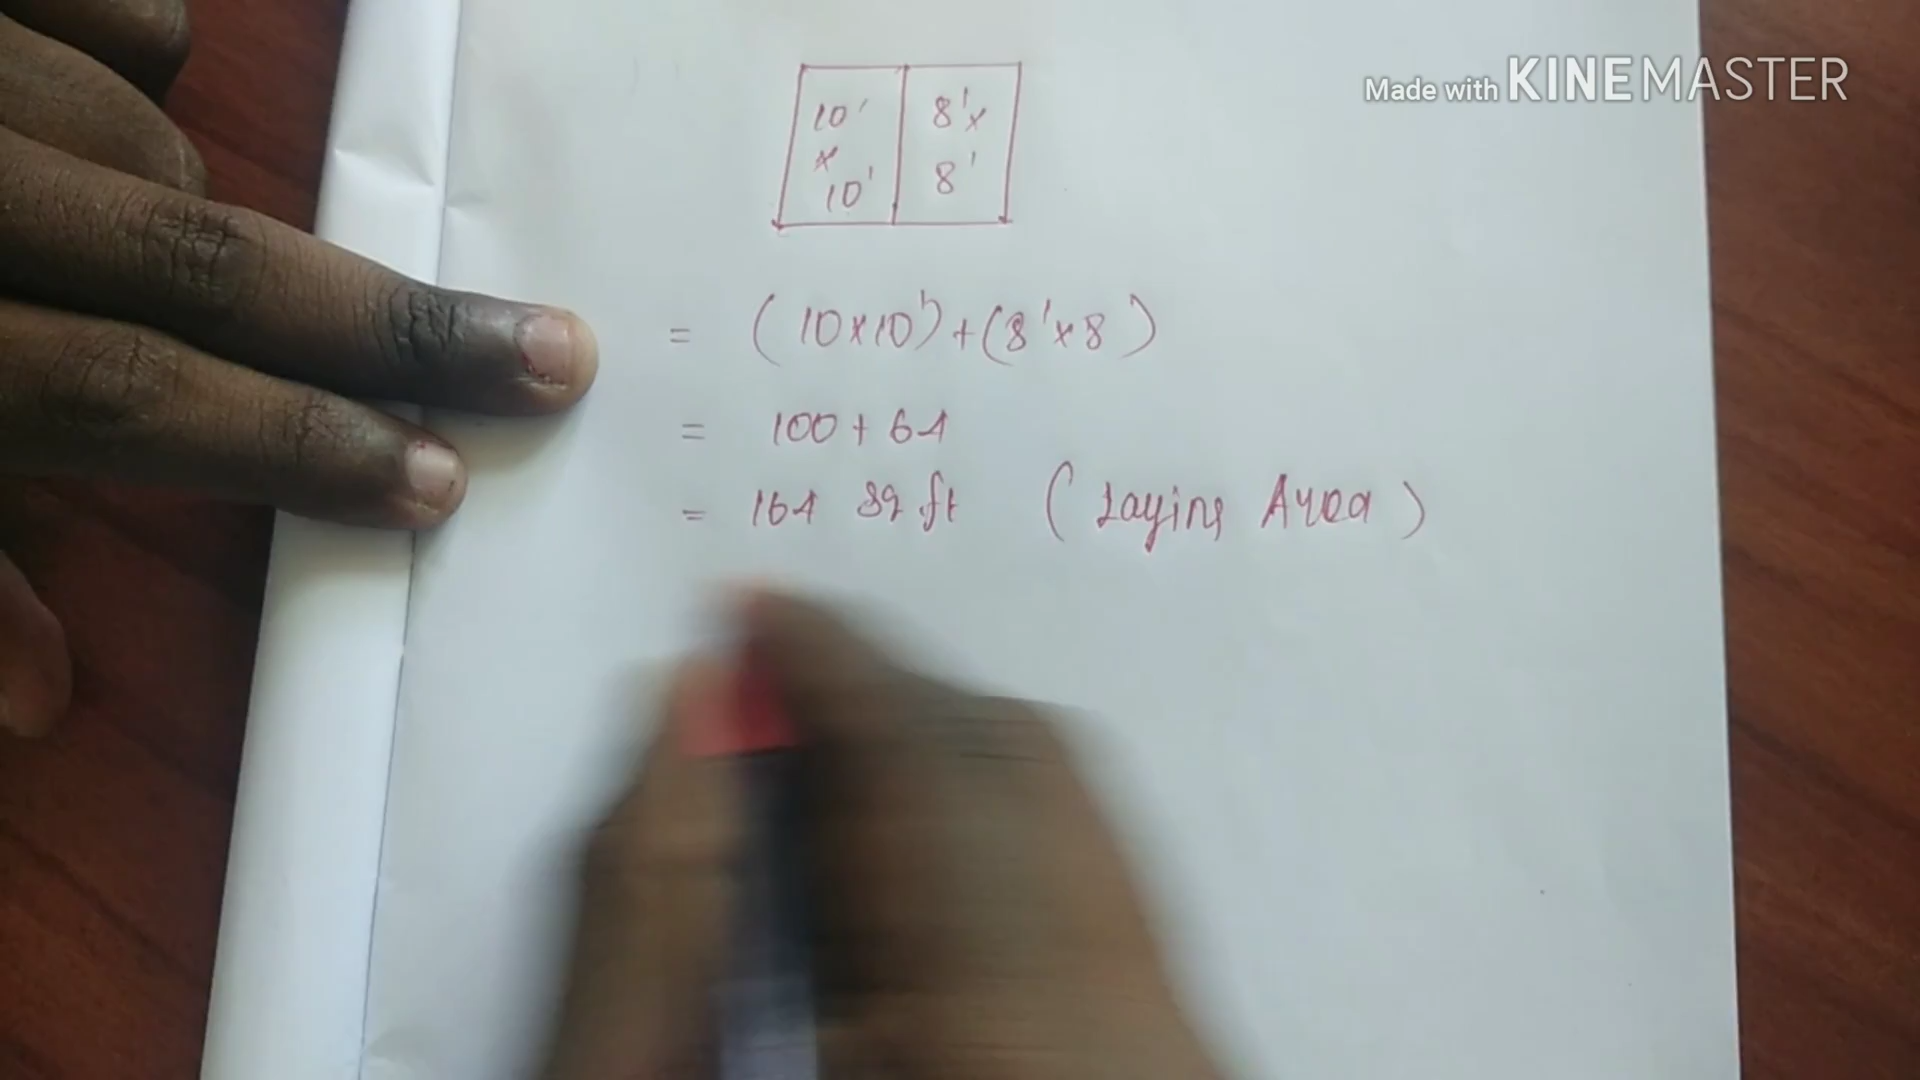 Made with KINEMASTER
10' 8'x
x
10' 8'
= (10x10')+(8'x8)
= 100+64
= 164 sq ft (Laying Area)